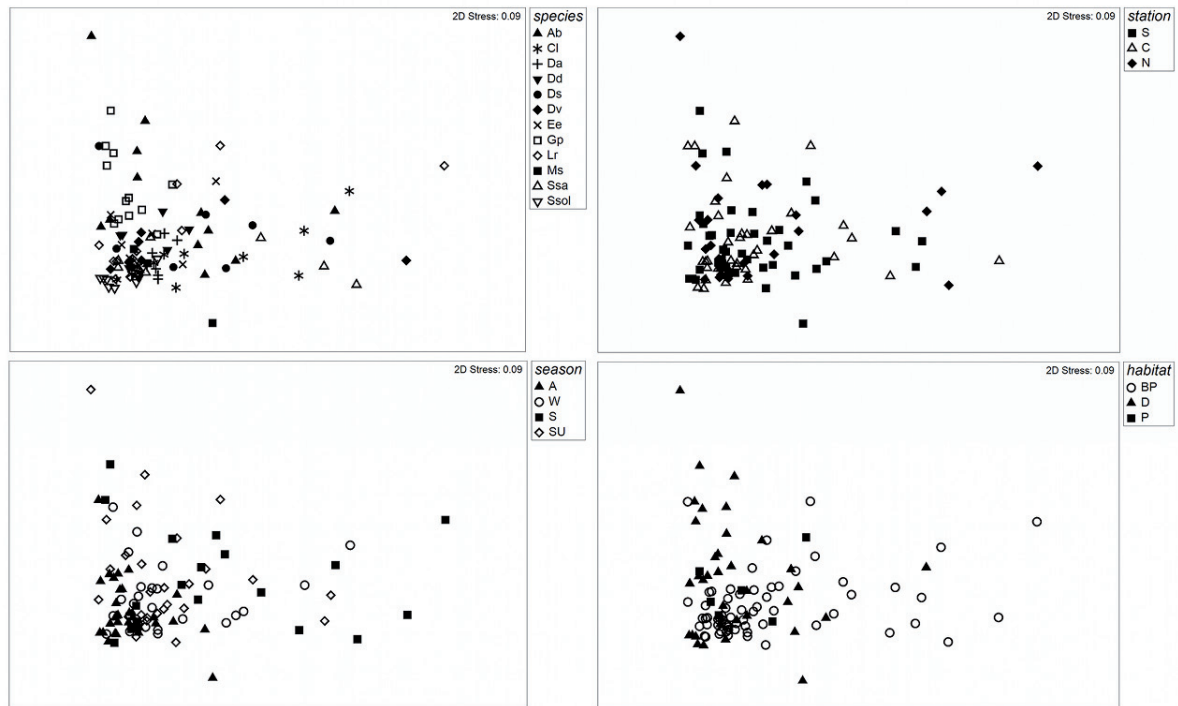 2D Stress: 0.09
species
Ab
Cl
Da
Dd
Ds
Dv
Ee
Gp
Lr
Ms
Ssa
Ssol
2D Stress: 0.09
station
S
C
N
2D Stress: 0.09
season
A
W
S
SU
2D Stress: 0.09
habitat
BP
D
P